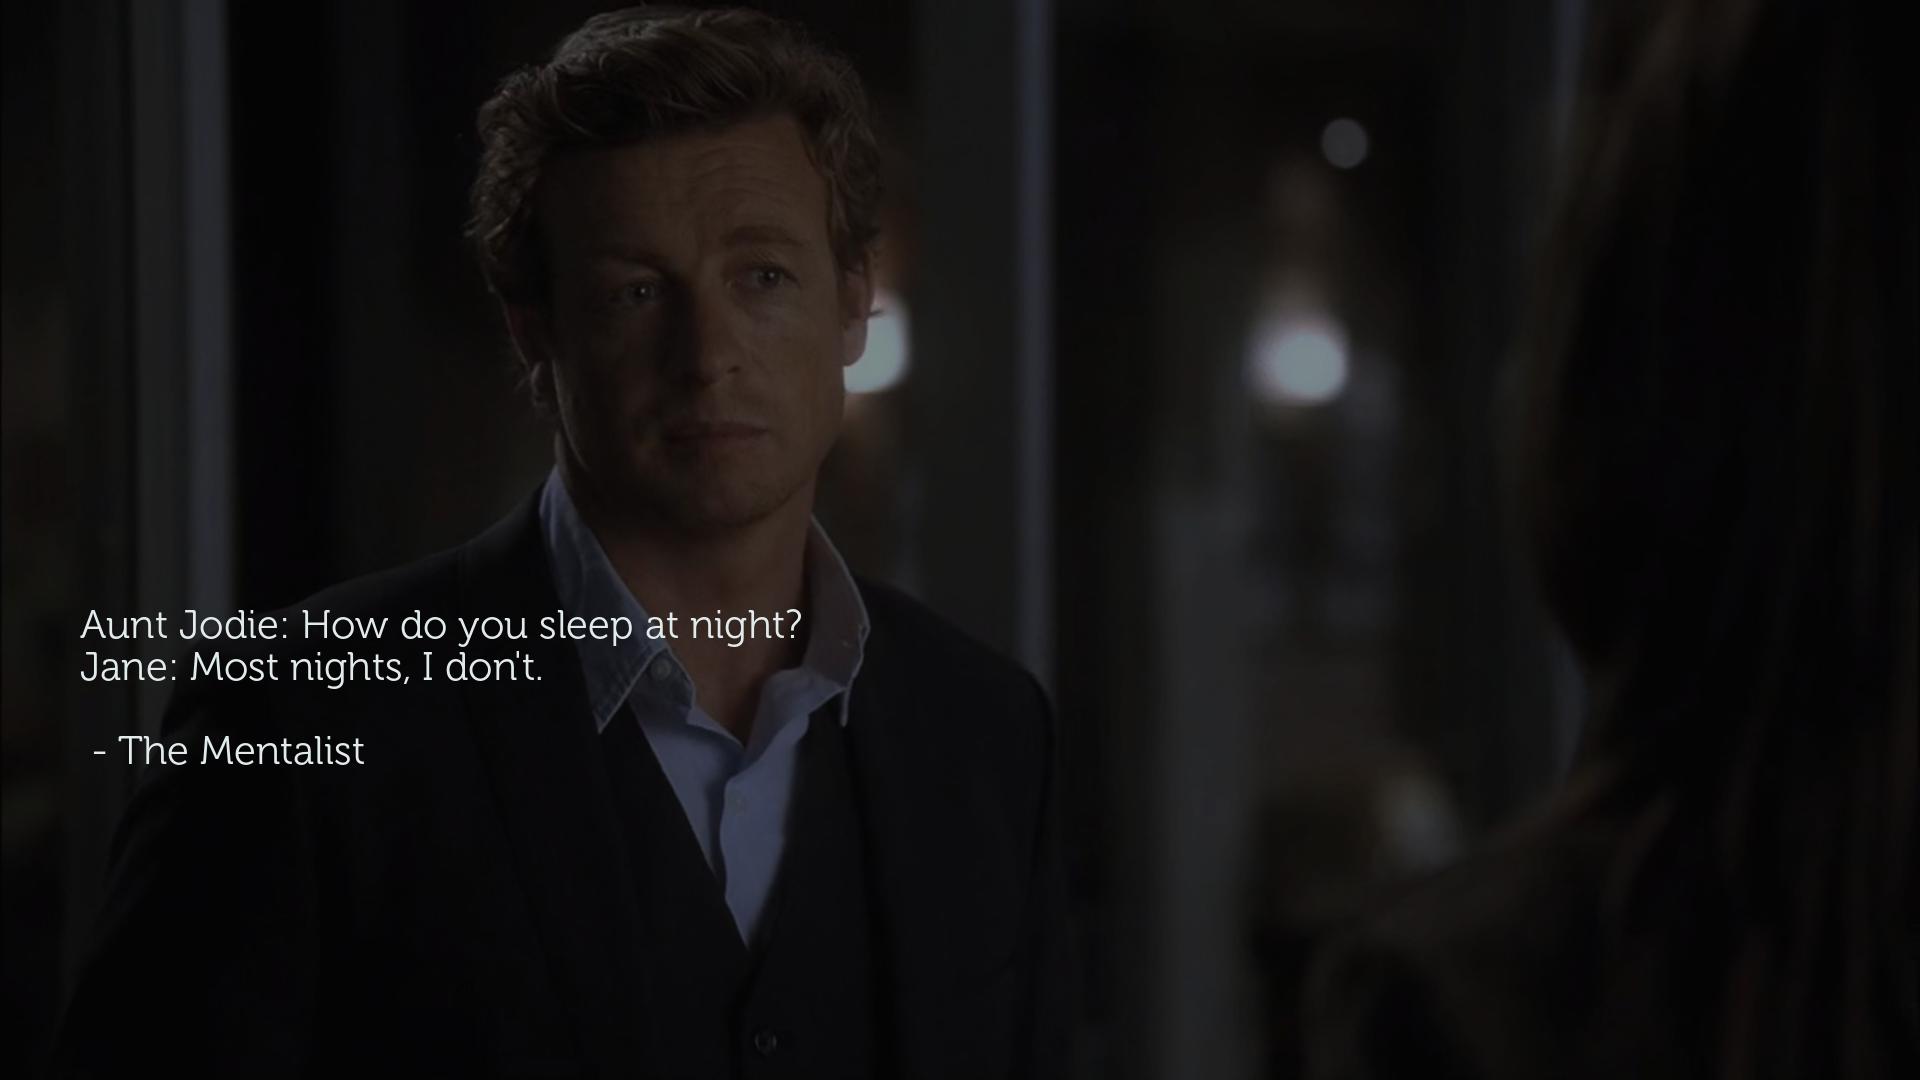 Aunt Jodie: How do you sleep at night?
Jane: Most nights, I don't.
- The Mentalist